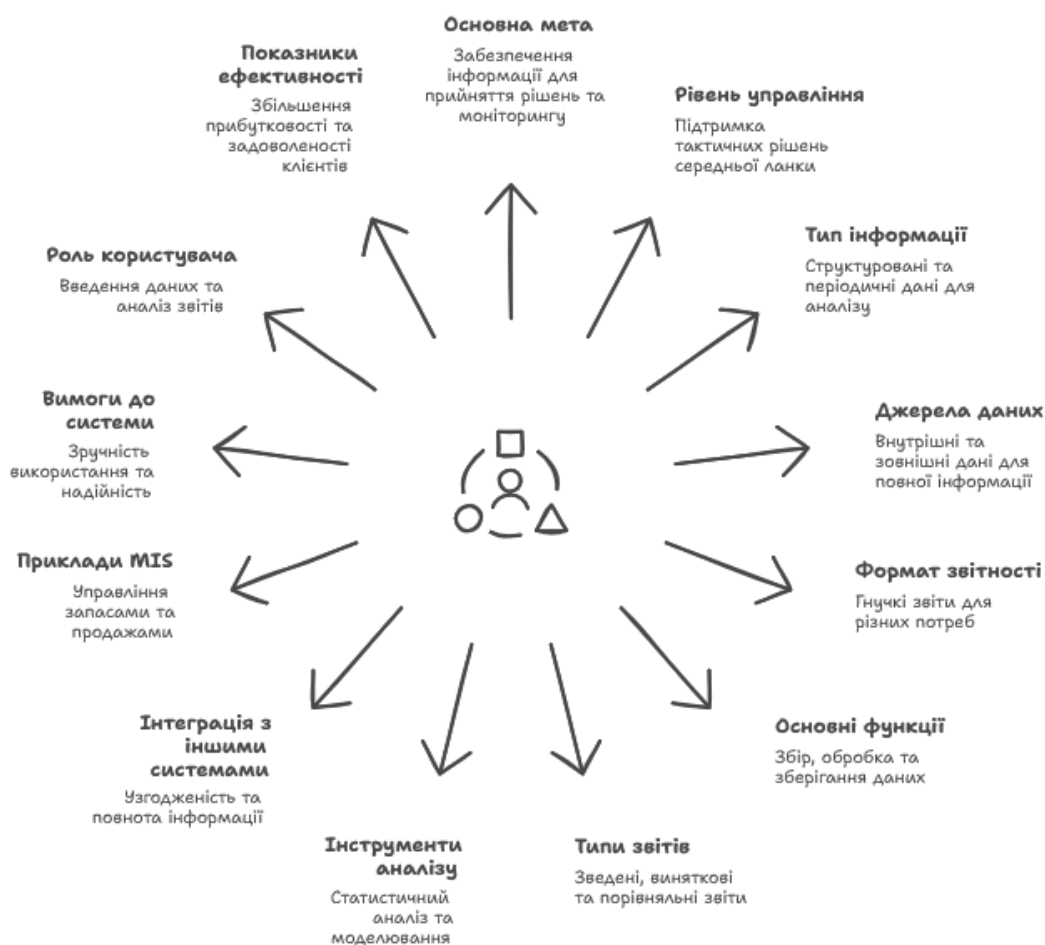 Основна мета
Забезпечення
інформації для
прийняття рішень та
моніторингу
Рівень управління
Підтримка
тактичних рішень
середньої ланки
Тип інформації
Структуровані та
періодичні дані для
аналізу
Джерела даних
Внутрішні та
зовнішні дані для
повної інформації
Формат звітності
Гнучкі звіти для
різних потреб
Основні функції
Збір, обробка та
зберігання даних
Типи звітів
Зведені, виняткові
та порівняльні звіти
Інструменти
аналізу
Статистичний
аналіз та
моделювання
Інтеграція з
іншими
системами
Узгодженість та
повнота інформації
Приклади MIS
Управління
запасами та
продажами
Вимоги до
системи
Зручність
використання та
надійність
Роль користувача
Введення даних та
аналіз звітів
Показники
ефективності
Збільшення
прибутковості та
задоволеності
клієнтів